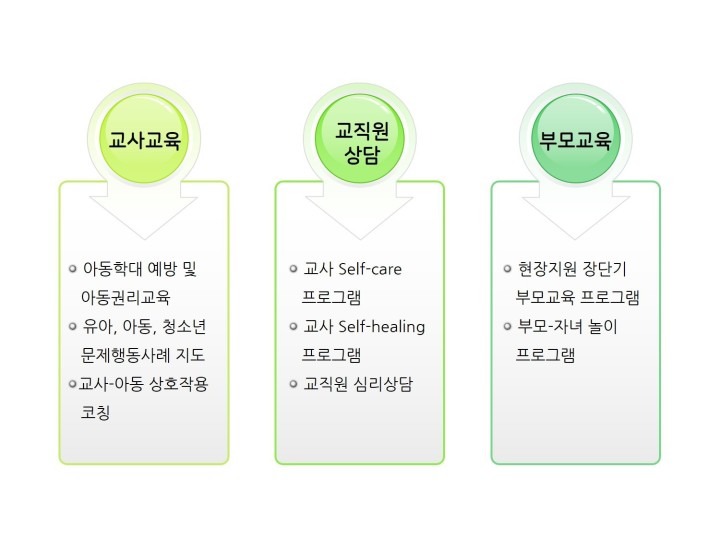 교사교육
아동학대 예방 및
아동권리교육
유아, 아동, 청소년
문제행동사례 지도
교사-아동 상호작용
코칭
교직원
상담
교사 Self-care
프로그램
교사 Self-healing
프로그램
교직원 심리상담
부모교육
현장지원 장단기
부모교육 프로그램
부모-자녀 놀이
프로그램